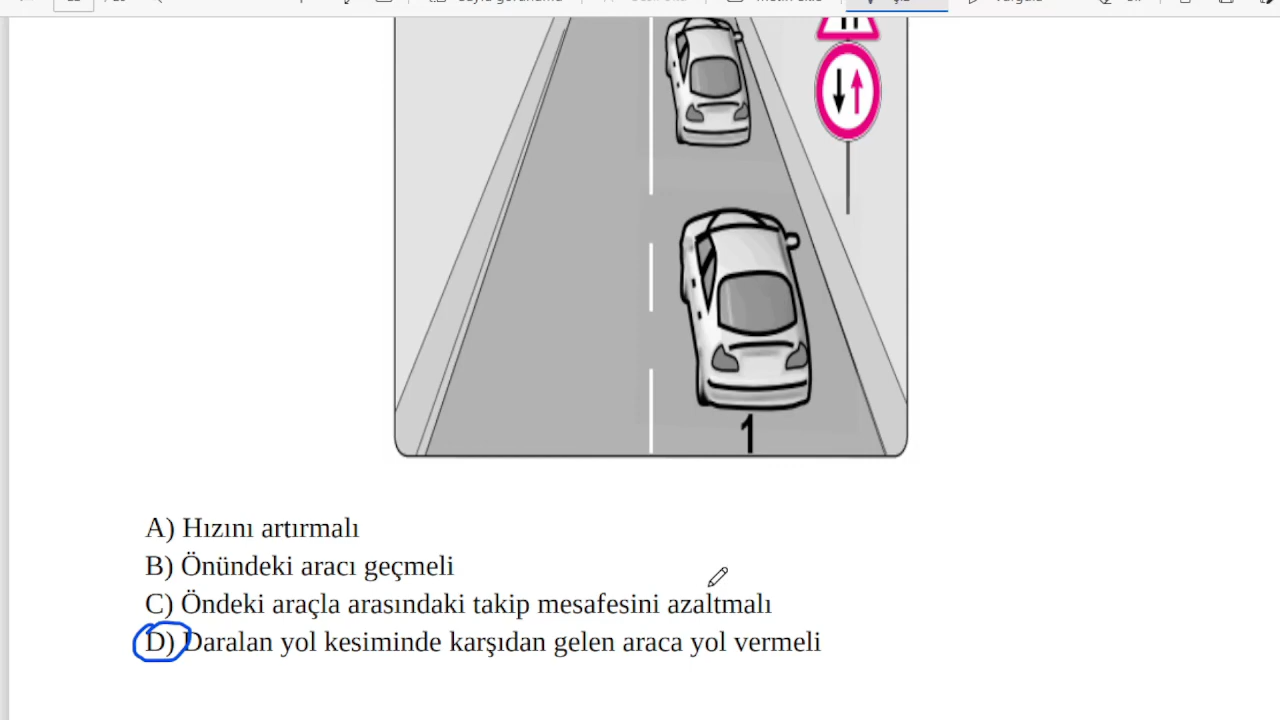 1
A) Hızını artırmalı
B) Önündeki aracı geçmeli
C) Öndeki araçla arasındaki takip mesafesini azaltmalı
D) Daralan yol kesiminde karşıdan gelen araca yol vermeli